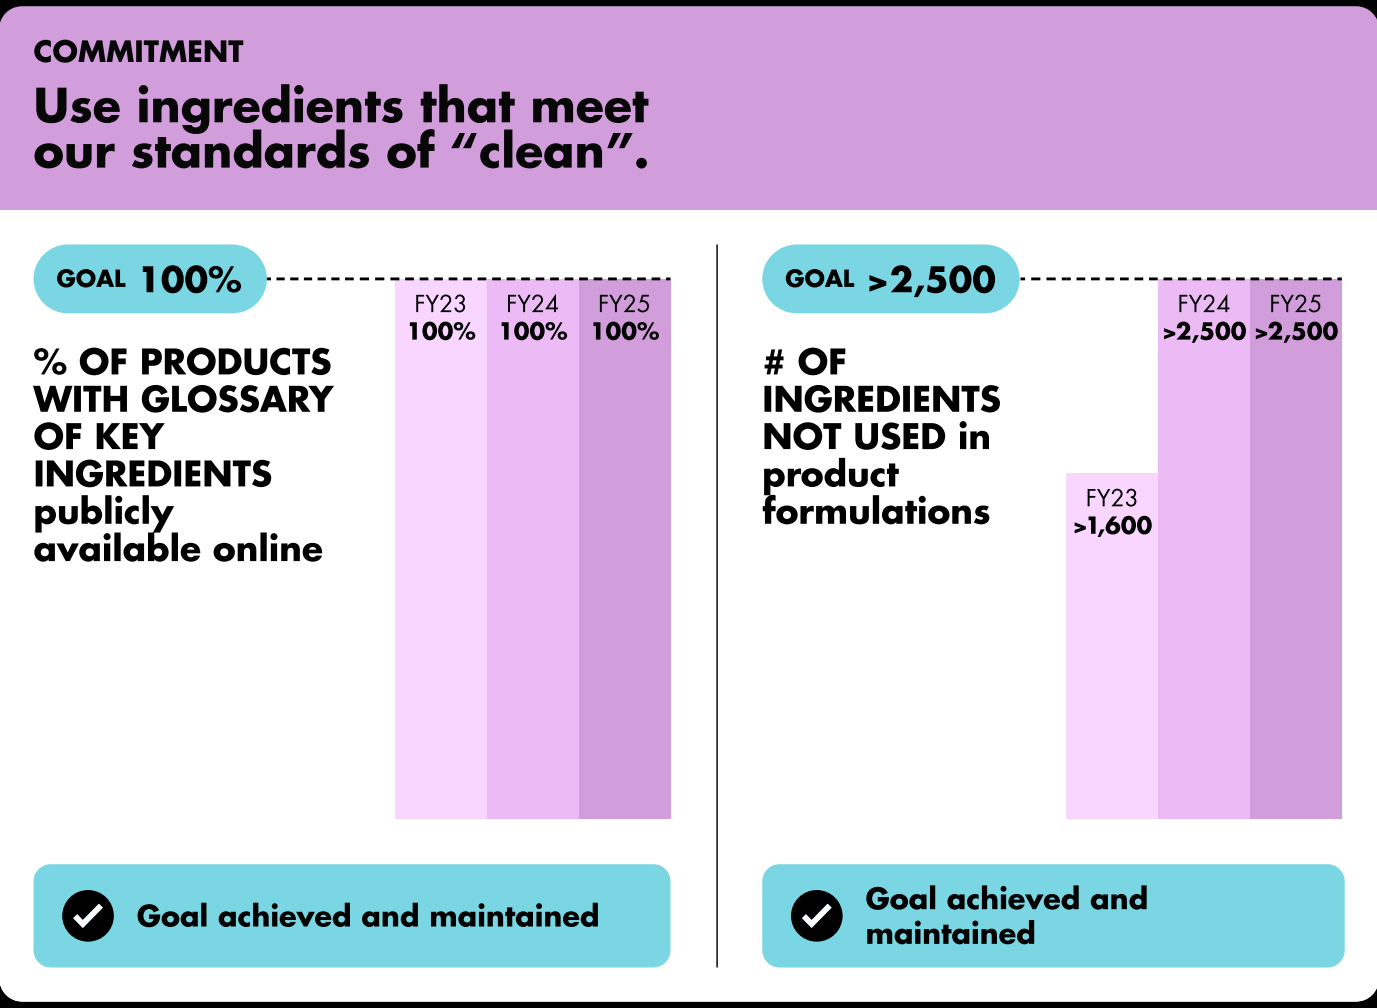 COMMITMENT
Use ingredients that meet
our standards of “clean”.
GOAL 100%
% OF PRODUCTS
WITH GLOSSARY
OF KEY
INGREDIENTS
publicly
available online
FY23
100%
FY24
100%
FY25
100%
Goal achieved and maintained
GOAL >2,500
# OF
INGREDIENTS
NOT USED in
product
formulations
FY23
>1,600
FY24
>2,500
FY25
>2,500
Goal achieved and
maintained